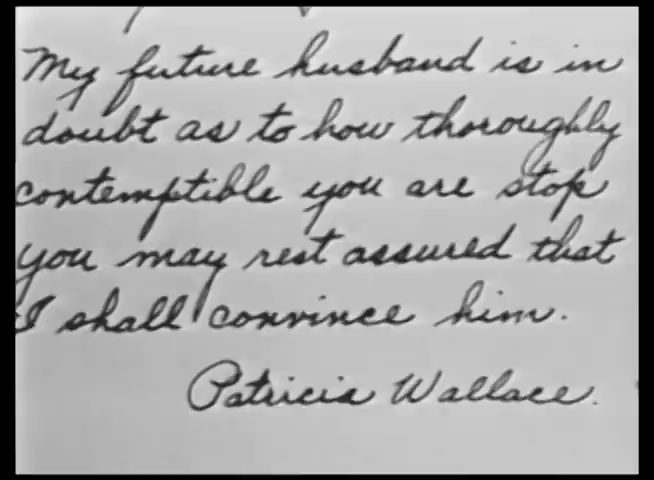 My future husband is in
doubt as to how thoroughly
contemptible you are stop
you may rest assured that
I shall convince him.
Patricia Wallace.